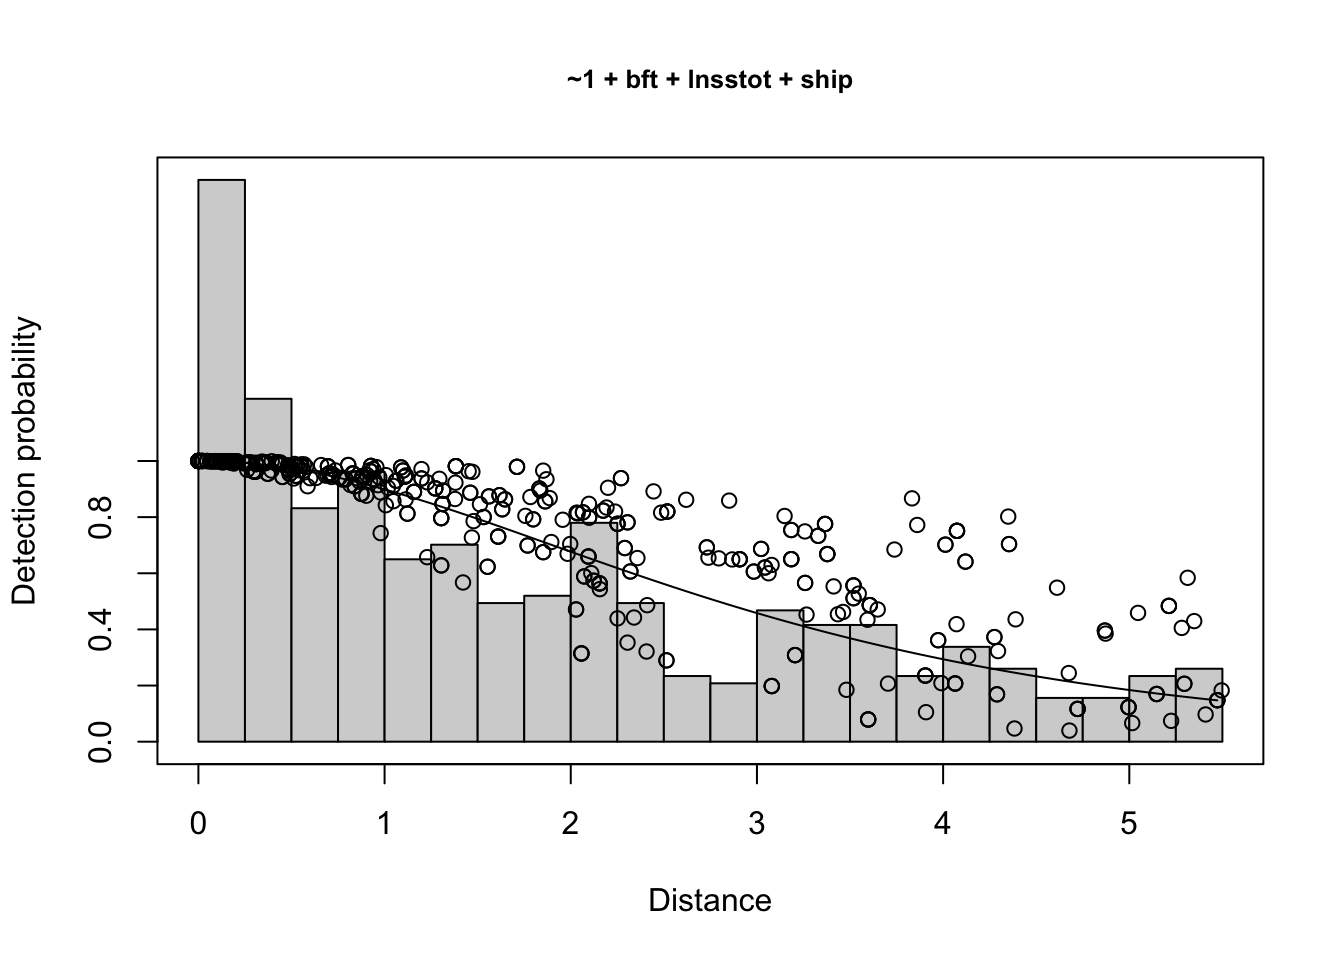 ~1 + bft + lnsstot + ship
Detection probability
0.8
0.4
0.0
0 1 2 3 4 5
Distance